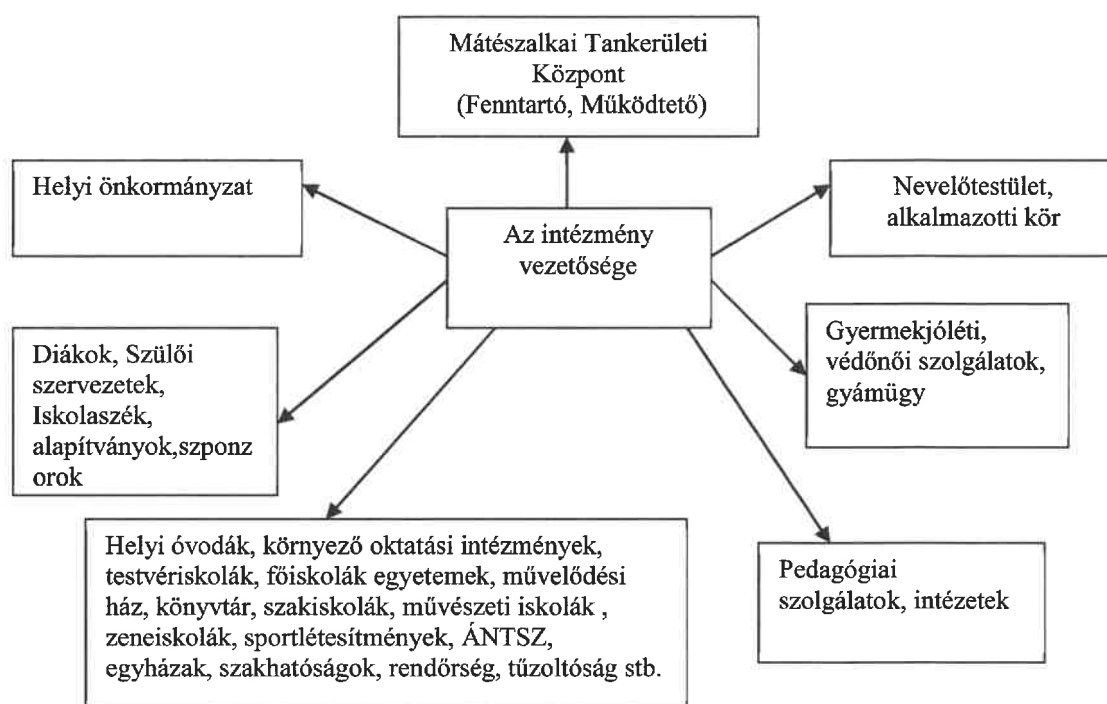 Mátészalkai Tankerületi
Központ
(Fenntartó, Működtető)
Helyi önkormányzat
Nevelőtestület,
alkalmazotti kör
Az intézmény
vezetősége
Diákok, Szülői
szervezetek,
Iskolaszék,
alapítványok,szponz
orok
Gyermekjóléti,
védőnői szolgálatok,
gyámügy
Helyi óvodák, környező oktatási intézmények,
testvériskolák, főiskolák egyetemek, művelődési
ház, könyvtár, szakiskolák, művészeti iskolák ,
zeneiskolák, sportlétesítmények, ÁNTSZ,
egyházak, szakhatóságok, rendőrség, tűzoltóság stb.
Pedagógiai
szolgálatok, intézetek